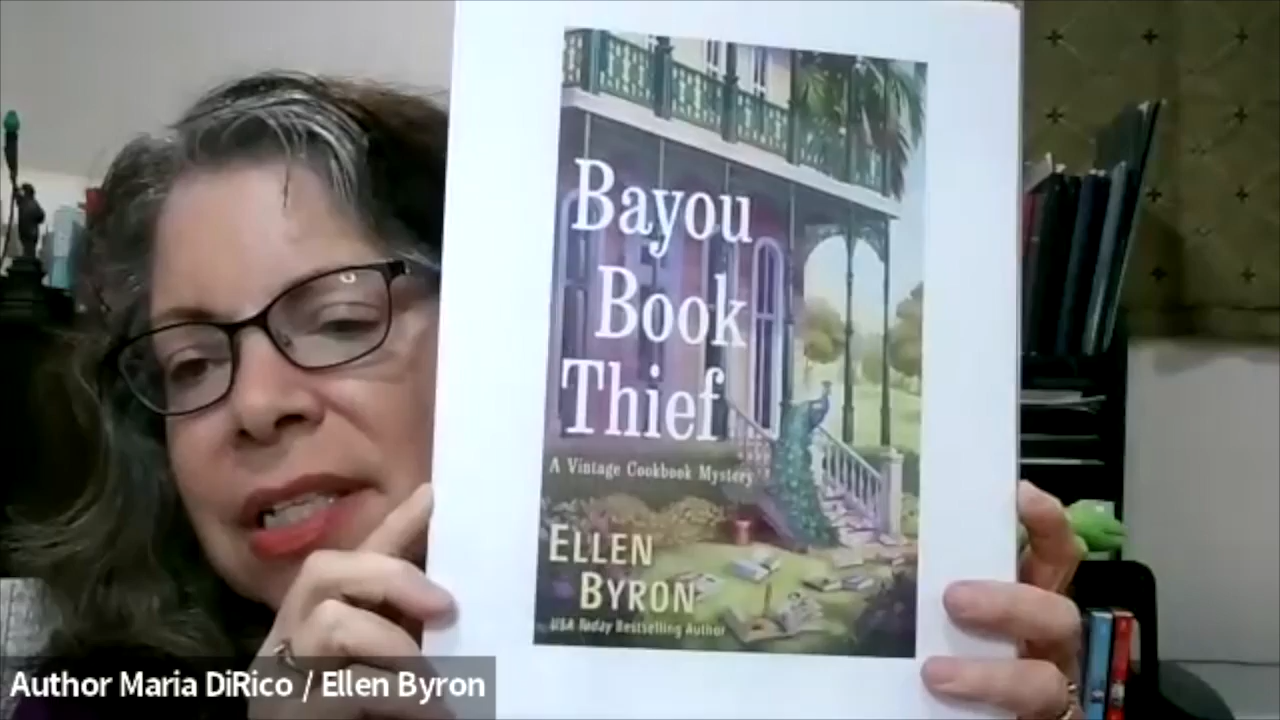 Bayou
Book
Thief
A Vintage Cookbook Mystery
ELLEN
BYRON
USA Today Bestselling Author
Author Maria DiRico / Ellen Byron